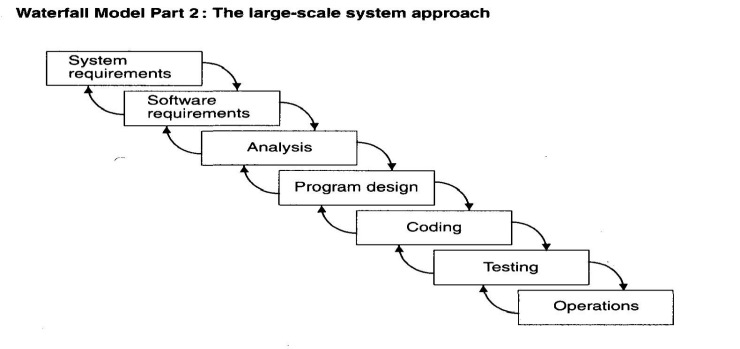 Waterfall Model Part 2: The large-scale system approach
System
requirements
Software
requirements
Analysis
Program design
Coding
Testing
Operations